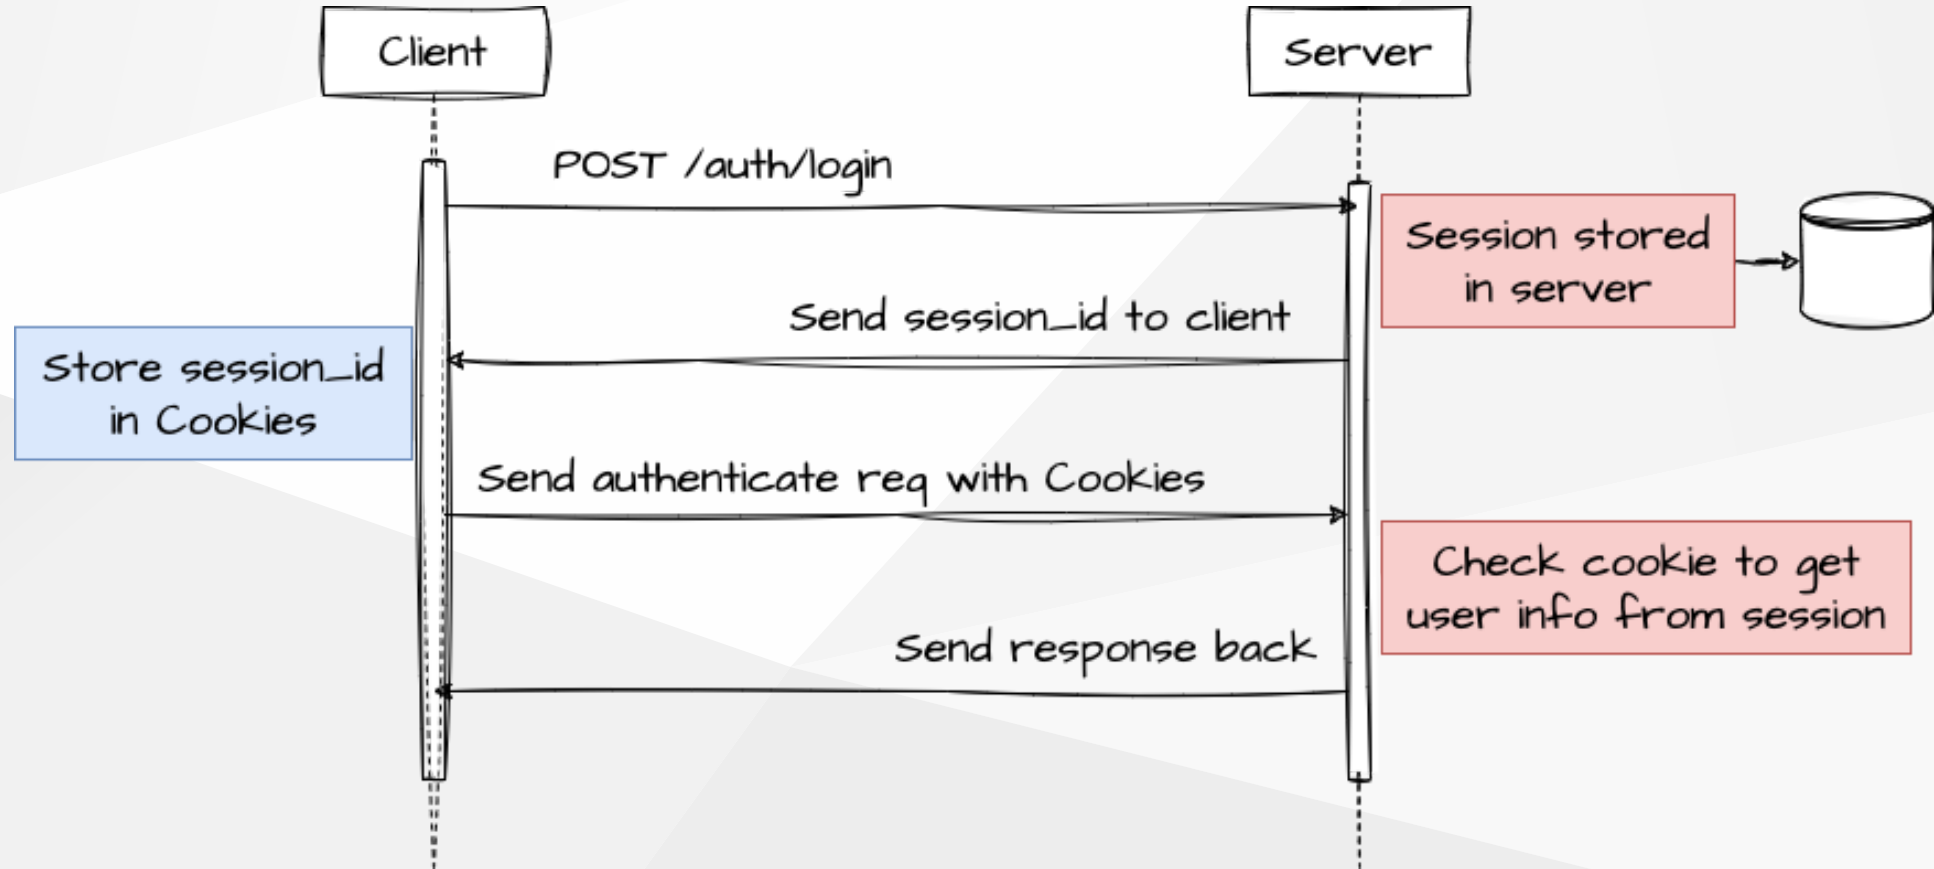 Client
Server
POST /auth/login
Session stored
in server
Send session_id to client
Store session_id
in Cookies
Send authenticate req with Cookies
Check cookie to get
user info from session
Send response back